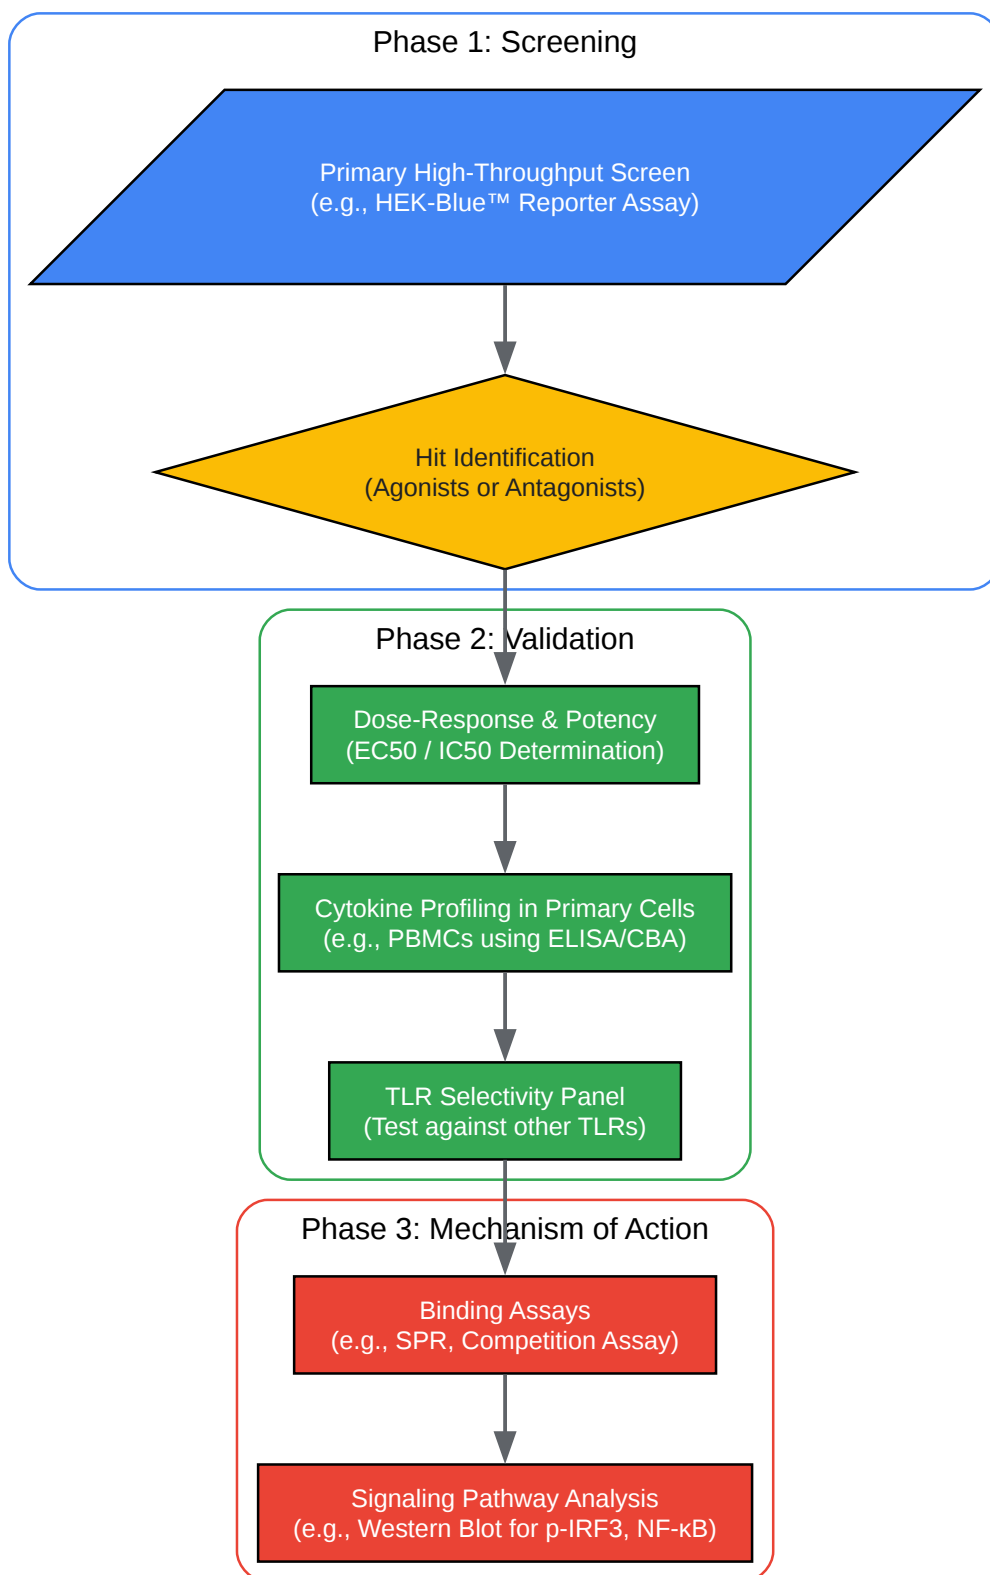 Phase 1: Screening
Primary High-Throughput Screen
(e.g., HEK-Blue™ Reporter Assay)
Hit Identification
(Agonists or Antagonists)
Phase 2: Validation
Dose-Response & Potency
(EC50 / IC50 Determination)
Cytokine Profiling in Primary Cells
(e.g., PBMCs using ELISA/CBA)
TLR Selectivity Panel
(Test against other TLRs)
Phase 3: Mechanism of Action
Binding Assays
(e.g., SPR, Competition Assay)
Signaling Pathway Analysis
(e.g., Western Blot for p-IRF3, NF-κB)